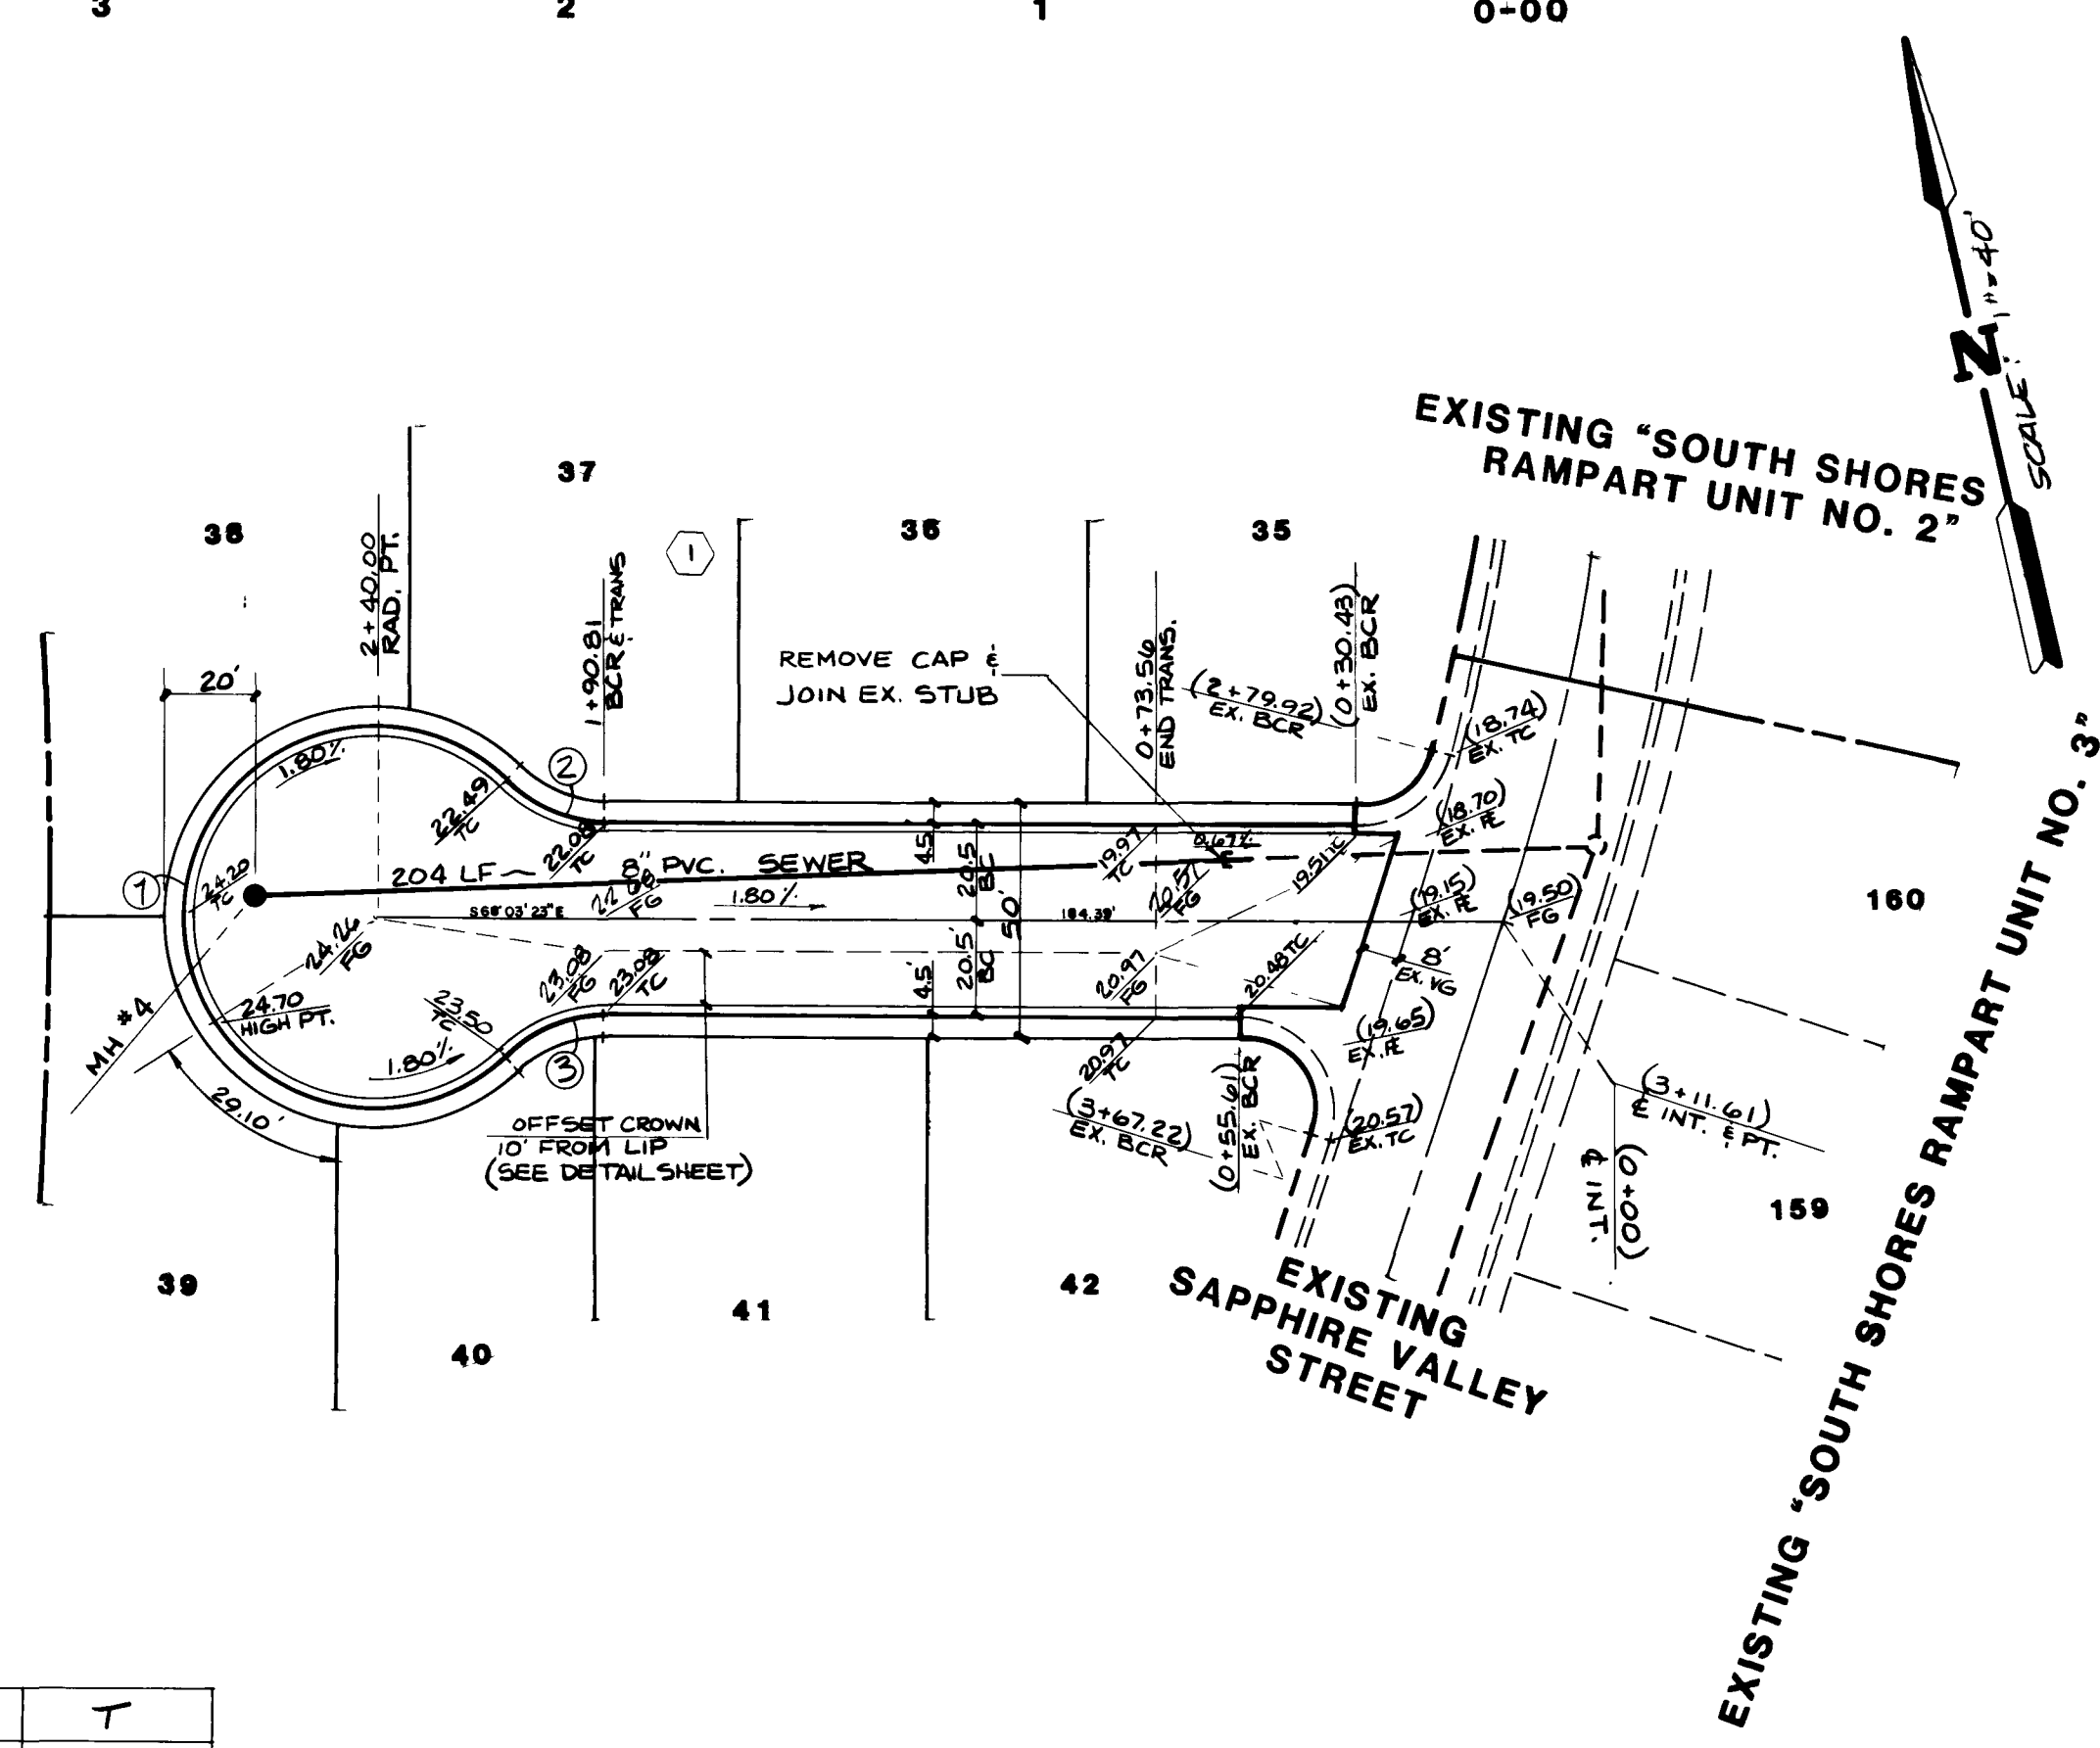 3
2
1
0+00
1"=40'
SCALE:
N
EXISTING "SOUTH SHORES
RAMPART UNIT NO. 2"
37
38
36
35
1
2+40.00
RAD. PT.
1+90.81
BCR & TRANS
REMOVE CAP &
JOIN EX. STUB
0+73.56
END TRANS.
(2+79.92)
EX. BCR
(0+30.43)
EX. BCR
(18.74)
EX. TC
20'
1.80%
2
22.49
TC
22.08
TC
(18.70)
EX. PL
4.5'
20.5'
BC
50'
19.97
TC
0.67%
19.51 TC
204 LF ~ 8" PVC. SEWER
1
24.20
TC
FG
1.80%
20.51
FG
(19.15)
EX. PL
(19.50)
FG
160
S68°03'23"E
184.39'
24.26
FG
23.08
FG
23.08
TC
4.5'
20.5'
BC
20.97
FG
20.48 TC
8'
EX. VG
24.70
HIGH PT.
MH #4
23.50
TC
1.80%
3
20.97
TC
(19.65)
EX. PL
29.10'
OFFSET CROWN
10' FROM LIP
(SEE DETAIL SHEET)
(3+67.22)
EX. BCR
(0+55.61)
EX. BCR
(20.57)
EX. TC
(3+11.61)
℄ INT. & PT.
℄ INT.
(0+00)
159
39
40
41
42
EXISTING
SAPPHIRE VALLEY
STREET
EXISTING "SOUTH SHORES RAMPART UNIT NO. 3"
T